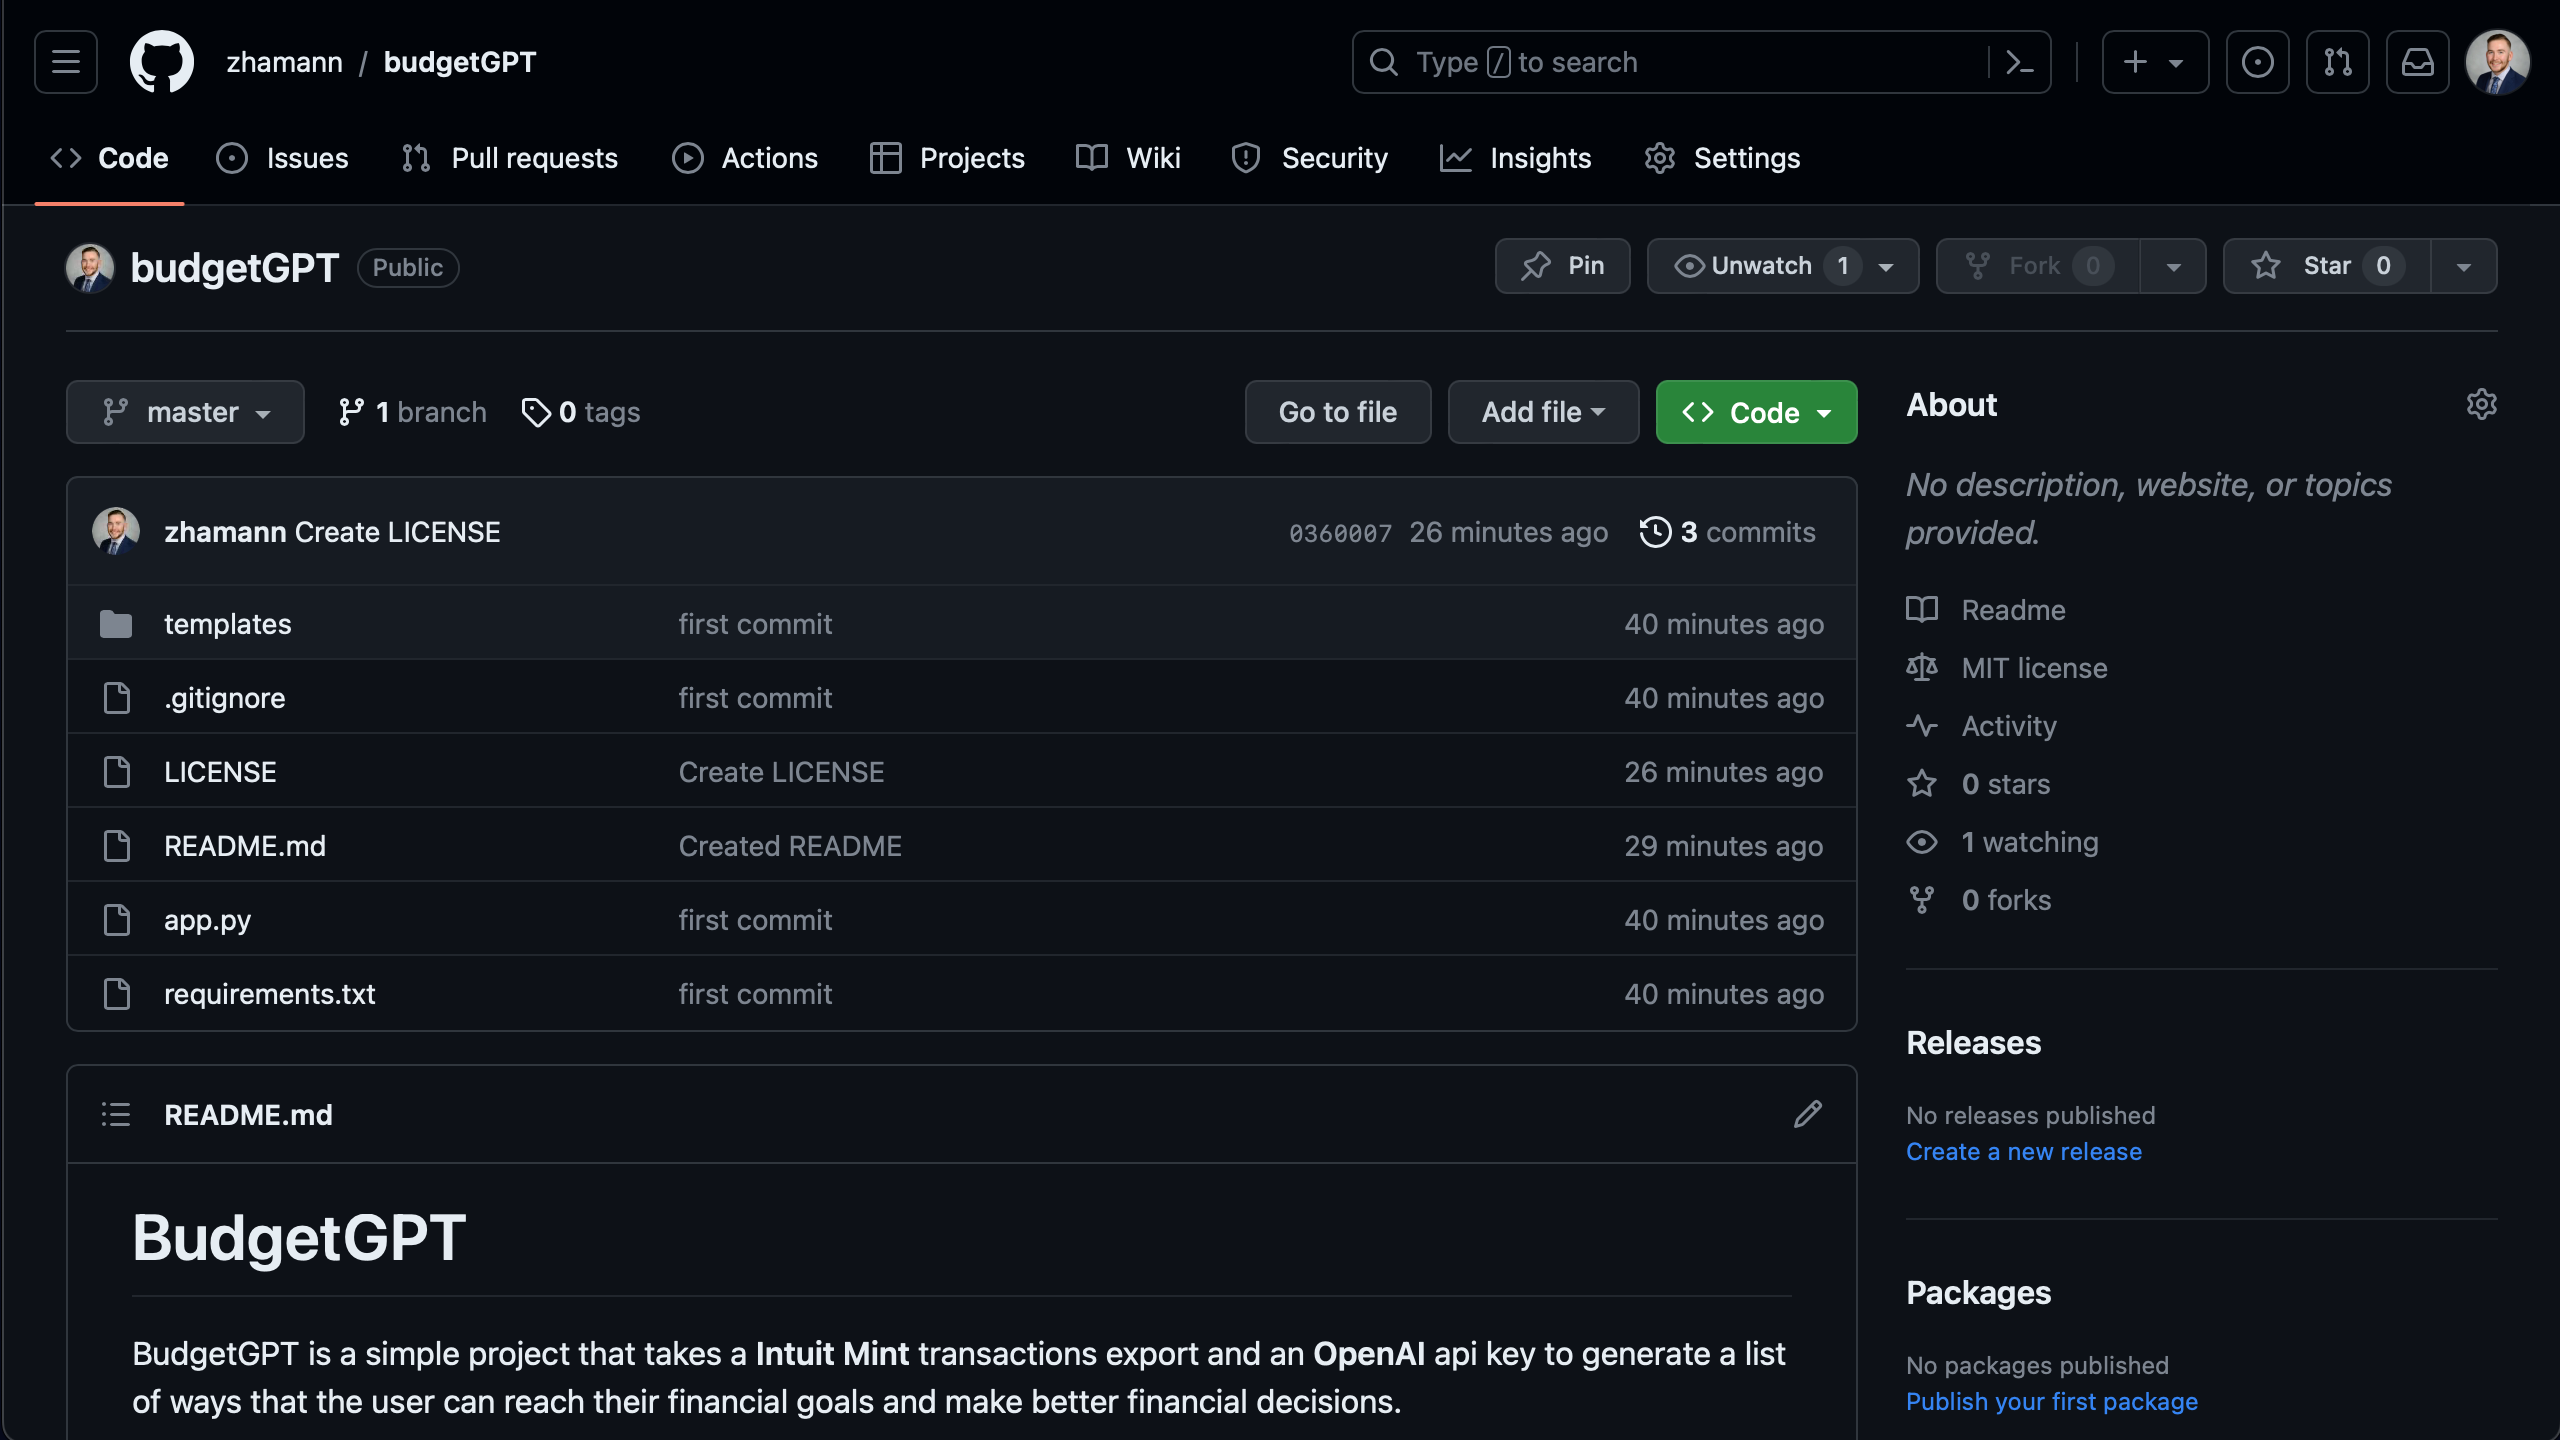 zhamann / budgetGPT
Type / to search
Code Issues Pull requests Actions Projects Wiki Security Insights Settings
budgetGPT Public
Pin Unwatch 1 Fork 0 Star 0
master 1 branch 0 tags Go to file Add file Code
zhamann Create LICENSE 0360007 26 minutes ago 3 commits
templates first commit 40 minutes ago
.gitignore first commit 40 minutes ago
LICENSE Create LICENSE 26 minutes ago
README.md Created README 29 minutes ago
app.py first commit 40 minutes ago
requirements.txt first commit 40 minutes ago
README.md
BudgetGPT
BudgetGPT is a simple project that takes a Intuit Mint transactions export and an OpenAI api key to generate a list
of ways that the user can reach their financial goals and make better financial decisions.
About
No description, website, or topics
provided.
Readme
MIT license
Activity
0 stars
1 watching
0 forks
Releases
No releases published
Create a new release
Packages
No packages published
Publish your first package